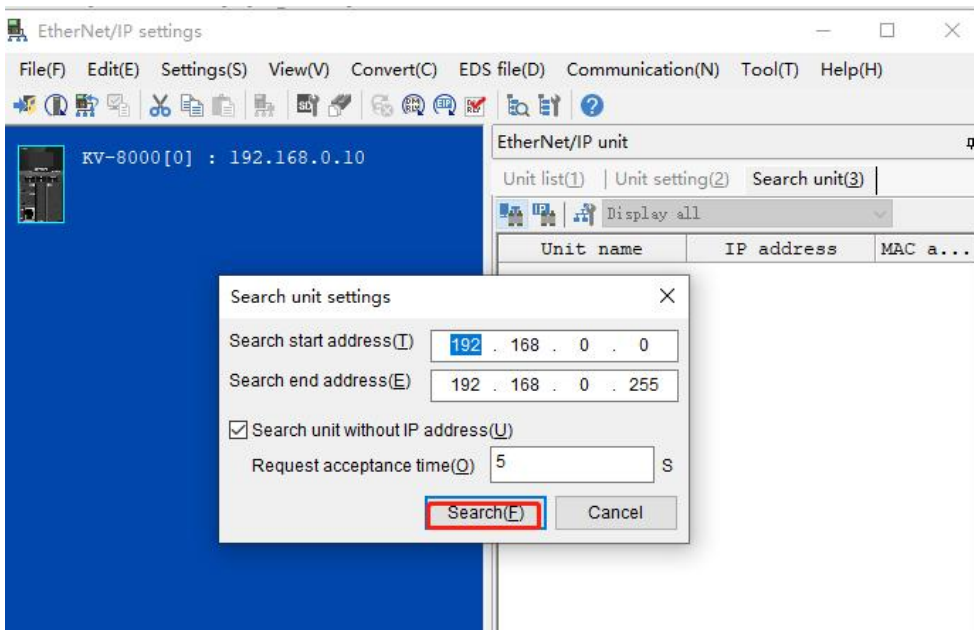 EtherNet/IP settings
File(F) Edit(E) Settings(S) View(V) Convert(C) EDS file(D) Communication(N) Tool(T) Help(H)
KV-8000[0] : 192.168.0.10
EtherNet/IP unit
Unit list(1) | Unit setting(2) Search unit(3)
Display all
Unit name IP address MAC a...
Search unit settings
Search start address(T) 192 . 168 . 0 . 0
Search end address(E) 192 . 168 . 0 . 255
Search unit without IP address(U)
Request acceptance time(O) 5 S
Search(F) Cancel